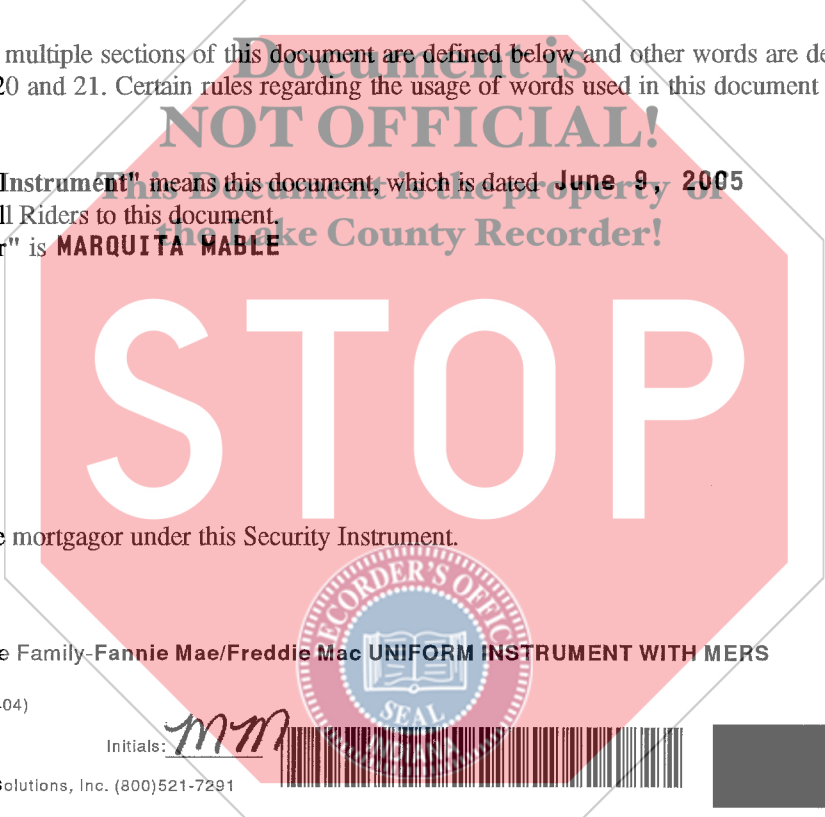 multiple sections of this document are defined below and other words are de
20 and 21. Certain rules regarding the usage of words used in this document
Document is
NOT OFFICIAL!
Instrument" means this document, which is dated June 9, 2005
This Document is the property of
ll Riders to this document.
the Lake County Recorder!
r" is MARQUITA MABLE
STOP
e mortgagor under this Security Instrument.
RECORDER'S OFFICE
SEAL
INDIANA
e Family-Fannie Mae/Freddie Mac UNIFORM INSTRUMENT WITH MERS
-04)
Initials: MM
Solutions, Inc. (800)521-7291